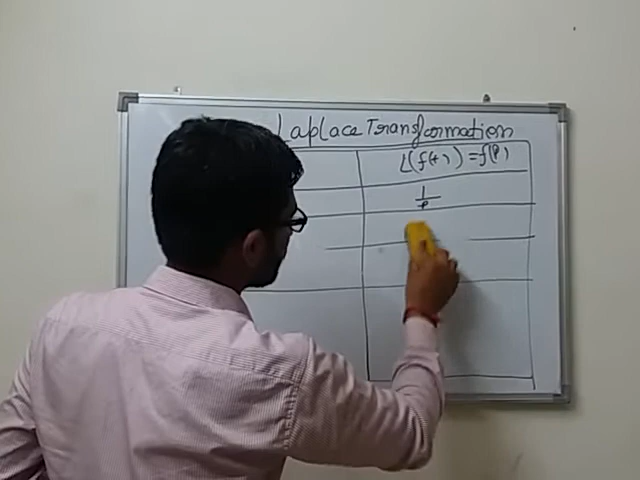 Laplace Transformation
L(f(t)) = f(p)
1/p